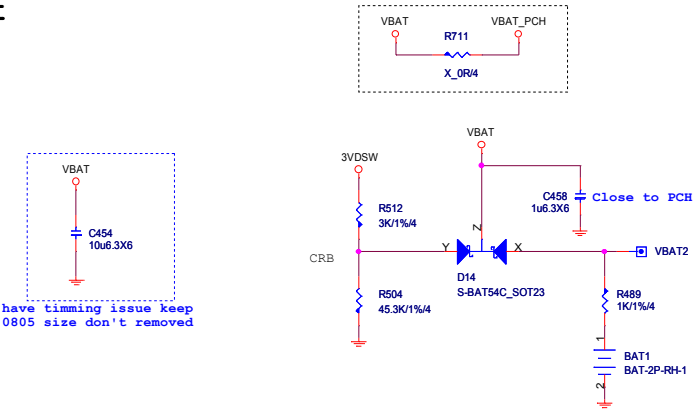 VBAT
VBAT_PCH
R711
X_0R/4
VBAT
C454
10u6.3X6
have timming issue keep
0805 size don't removed
VBAT
3VDSW
C458
1u6.3X6
Close to PCH
R512
3K/1%/4
CRB
Y
Z
X
VBAT2
D14
S-BAT54C_SOT23
R504
45.3K/1%/4
R489
1K/1%/4
1
BAT1
BAT-2P-RH-1
2